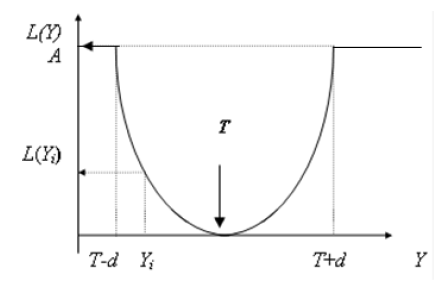 L(Y)
A
T
L(Yᵢ)
T-d Yᵢ T+d Y